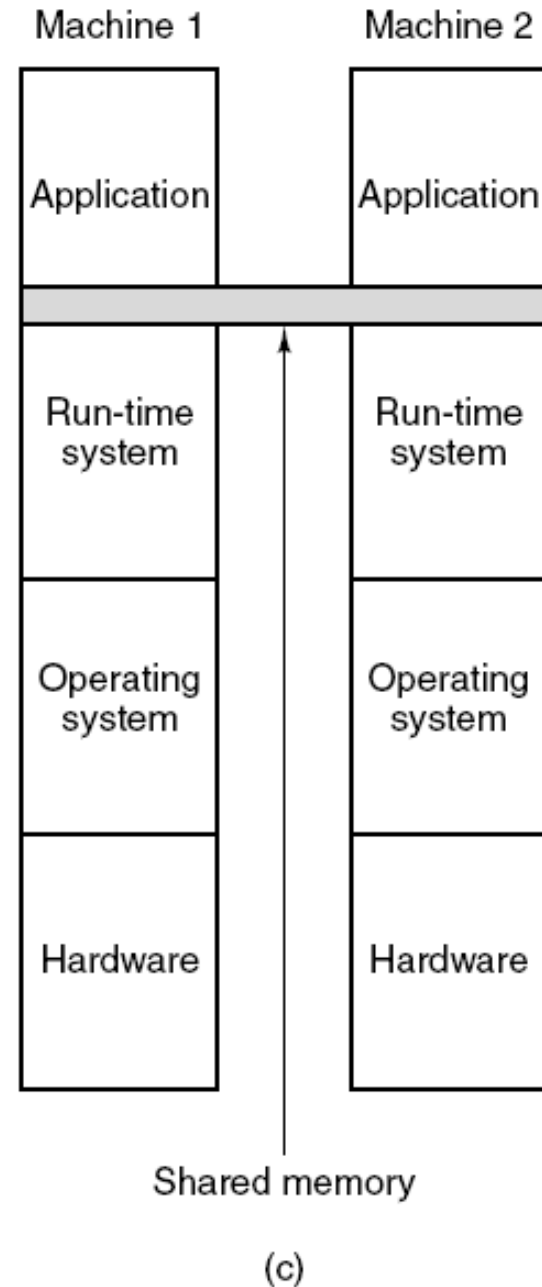 Machine 1
Machine 2
Application
Application
Run-time
system
Run-time
system
Operating
system
Operating
system
Hardware
Hardware
Shared memory
(c)